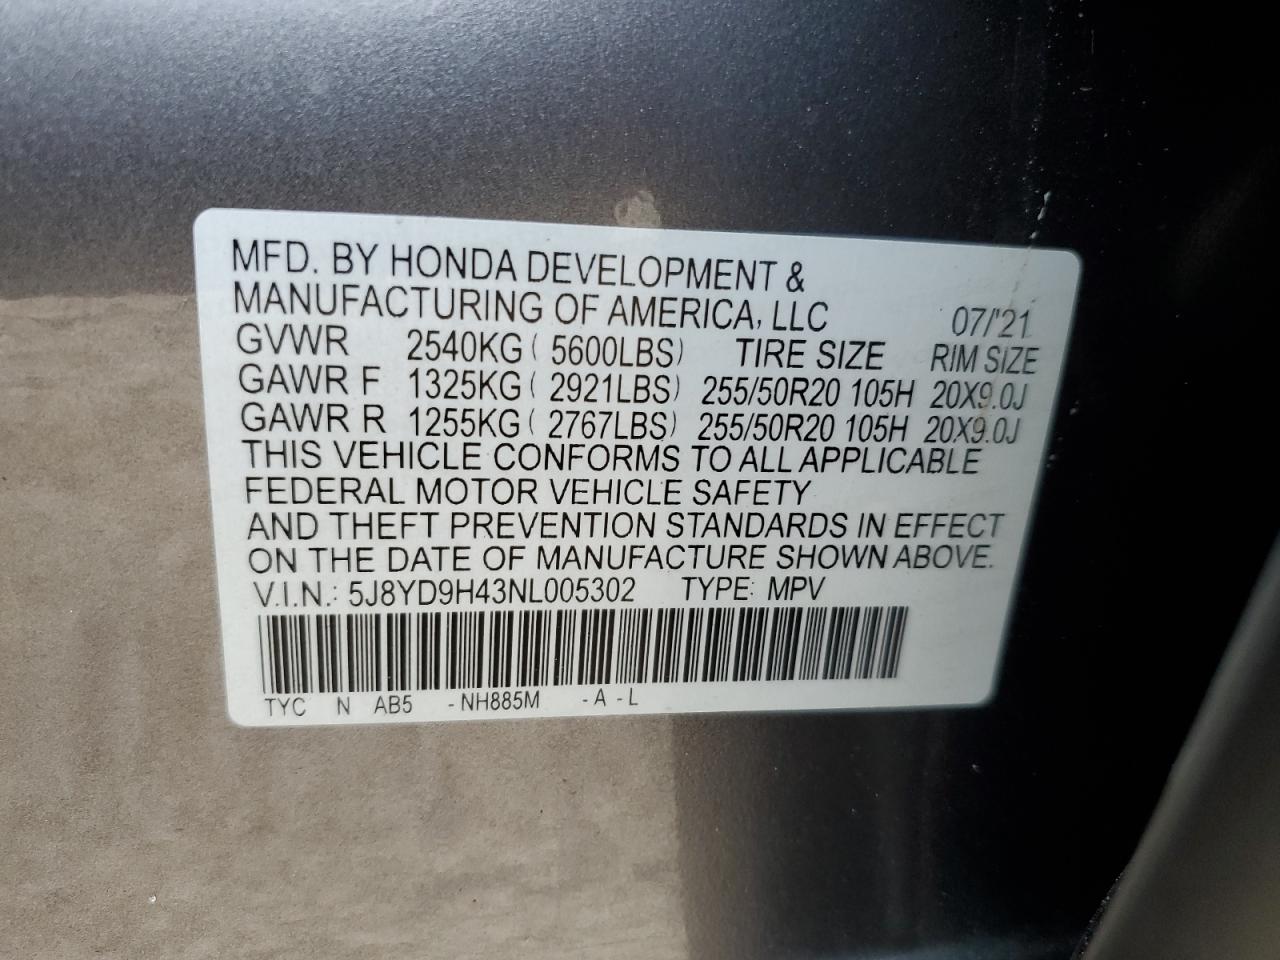 MFD. BY HONDA DEVELOPMENT &
MANUFACTURING OF AMERICA, LLC 07/'21
GVWR 2540KG ( 5600LBS) TIRE SIZE RIM SIZE
GAWR F 1325KG ( 2921LBS) 255/50R20 105H 20X9.0J
GAWR R 1255KG ( 2767LBS) 255/50R20 105H 20X9.0J
THIS VEHICLE CONFORMS TO ALL APPLICABLE
FEDERAL MOTOR VEHICLE SAFETY
AND THEFT PREVENTION STANDARDS IN EFFECT
ON THE DATE OF MANUFACTURE SHOWN ABOVE.
V.I.N.: 5J8YD9H43NL005302 TYPE: MPV
TYC N AB5 -NH885M -A -L